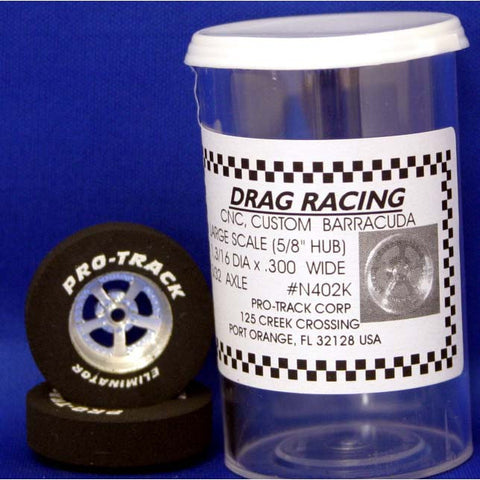 DRAG RACING
CNC, CUSTOM BARRACUDA
LARGE SCALE (5/8" HUB)
3/16 DIA x .300 WIDE
AXLE #N402K
PRO-TRACK CORP
125 CREEK CROSSING
PORT ORANGE, FL 32128 USA
PRO-TRACK
ELIMINATOR